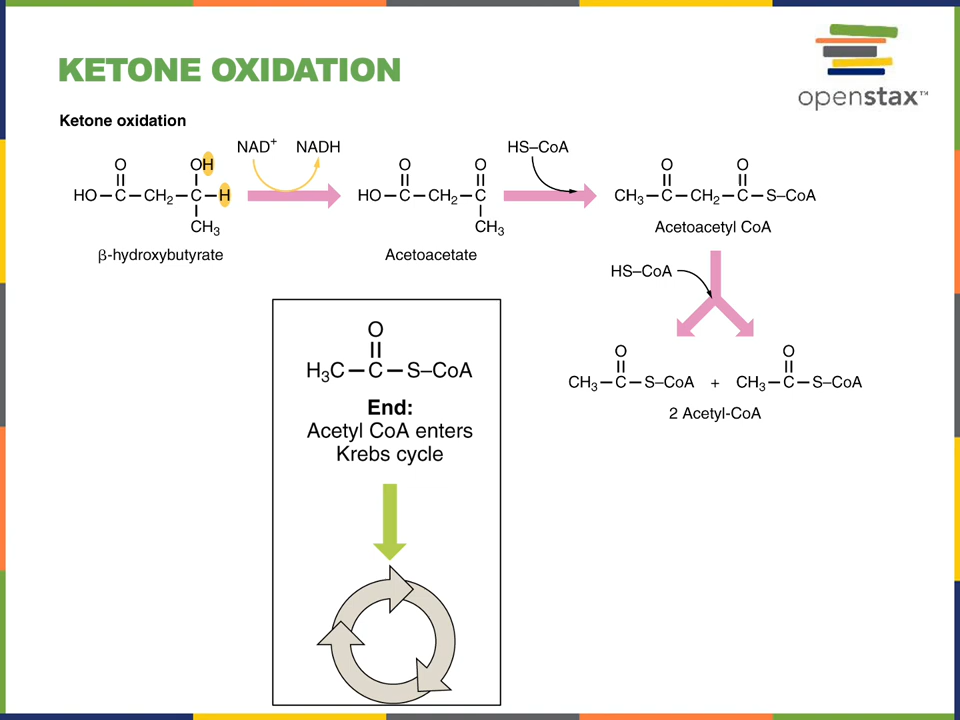 KETONE OXIDATION
openstax™
Ketone oxidation
NAD⁺ NADH
HS–CoA
O OH
HO–C–CH₂–C–H
CH₃
β-hydroxybutyrate
O O
HO–C–CH₂–C
CH₃
Acetoacetate
O O
CH₃–C–CH₂–C–S–CoA
Acetoacetyl CoA
HS–CoA
O O
CH₃–C–S–CoA + CH₃–C–S–CoA
2 Acetyl-CoA
O
H₃C–C–S–CoA
End:
Acetyl CoA enters
Krebs cycle